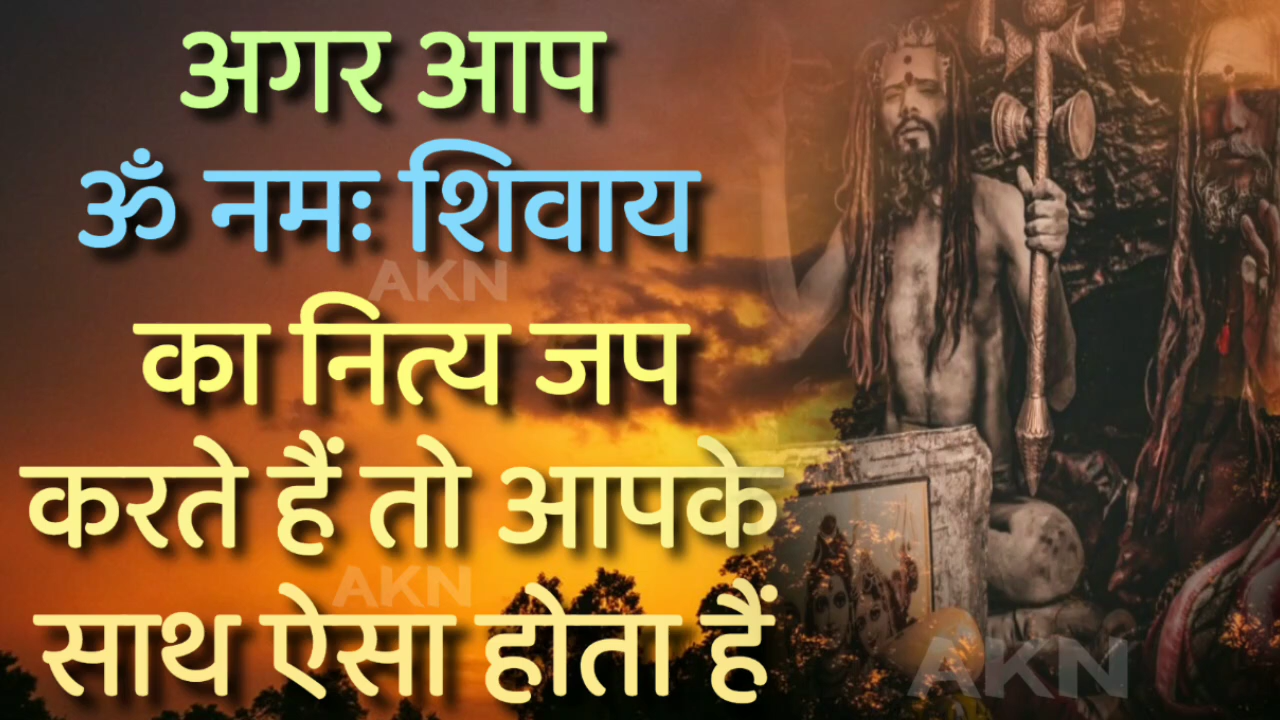 अगर आप
ॐ नमः शिवाय
AKN
का नित्य जप
करते हैं तो आपके
AKN
साथ ऐसा होता हैं
AKN